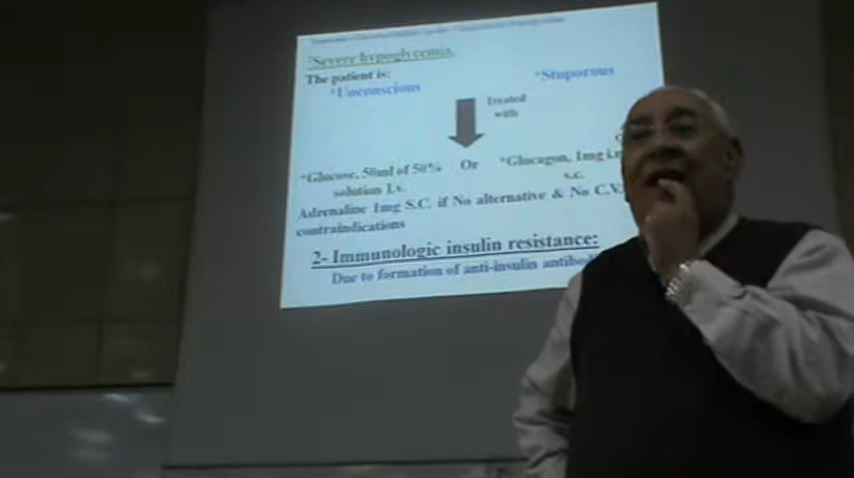 *Severe hypoglycemia.
The patient is:
*Unconscious *Stuporous
Treated
with
*Glucose, 50ml of 50% Or *Glucagon, 1mg i.m
solution I.v. s.c.
Adrenaline 1mg S.C. if No alternative & No C.V.
contraindications
2- Immunologic insulin resistance:
Due to formation of anti-insulin